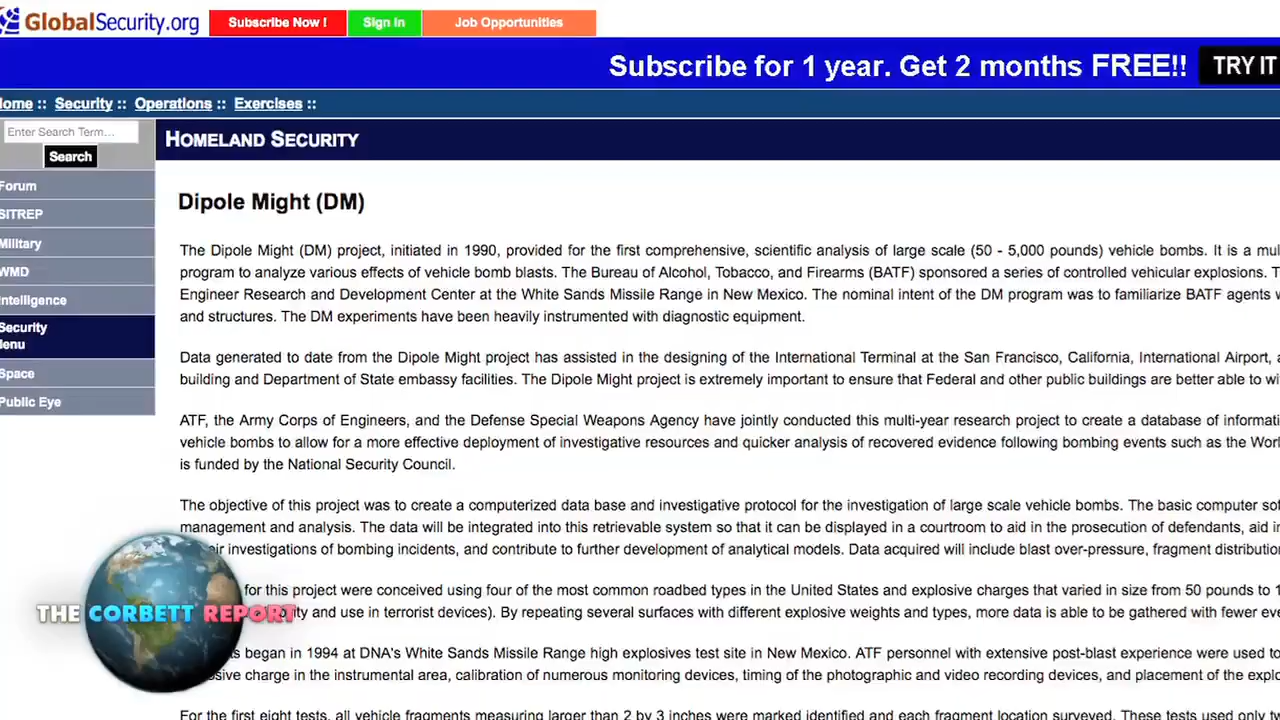 GlobalSecurity.org
Subscribe Now ! Sign In Job Opportunities
Subscribe for 1 year. Get 2 months FREE!! TRY IT
ome :: Security :: Operations :: Exercises ::
Enter Search Term...
Search
HOMELAND SECURITY
Forum
SITREP
Military
WMD
Intelligence
Security
enu
Space
Public Eye
Dipole Might (DM)
The Dipole Might (DM) project, initiated in 1990, provided for the first comprehensive, scientific analysis of large scale (50 - 5,000 pounds) vehicle bombs. It is a mul
program to analyze various effects of vehicle bomb blasts. The Bureau of Alcohol, Tobacco, and Firearms (BATF) sponsored a series of controlled vehicular explosions. T
Engineer Research and Development Center at the White Sands Missile Range in New Mexico. The nominal intent of the DM program was to familiarize BATF agents w
and structures. The DM experiments have been heavily instrumented with diagnostic equipment.
Data generated to date from the Dipole Might project has assisted in the designing of the International Terminal at the San Francisco, California, International Airport, a
building and Department of State embassy facilities. The Dipole Might project is extremely important to ensure that Federal and other public buildings are better able to wi
ATF, the Army Corps of Engineers, and the Defense Special Weapons Agency have jointly conducted this multi-year research project to create a database of informati
vehicle bombs to allow for a more effective deployment of investigative resources and quicker analysis of recovered evidence following bombing events such as the Worl
is funded by the National Security Council.
The objective of this project was to create a computerized data base and investigative protocol for the investigation of large scale vehicle bombs. The basic computer sof
management and analysis. The data will be integrated into this retrievable system so that it can be displayed in a courtroom to aid in the prosecution of defendants, aid in
eir investigations of bombing incidents, and contribute to further development of analytical models. Data acquired will include blast over-pressure, fragment distribution
for this project were conceived using four of the most common roadbed types in the United States and explosive charges that varied in size from 50 pounds to 1
ity and use in terrorist devices). By repeating several surfaces with different explosive weights and types, more data is able to be gathered with fewer eve
THE CORBETT REPORT
s began in 1994 at DNA's White Sands Missile Range high explosives test site in New Mexico. ATF personnel with extensive post-blast experience were used to
sive charge in the instrumental area, calibration of numerous monitoring devices, timing of the photographic and video recording devices, and placement of the explo
For the first eight tests, all vehicle fragments measuring larger than 2 by 3 inches were marked identified and each fragment location surveyed. These tests used only tw